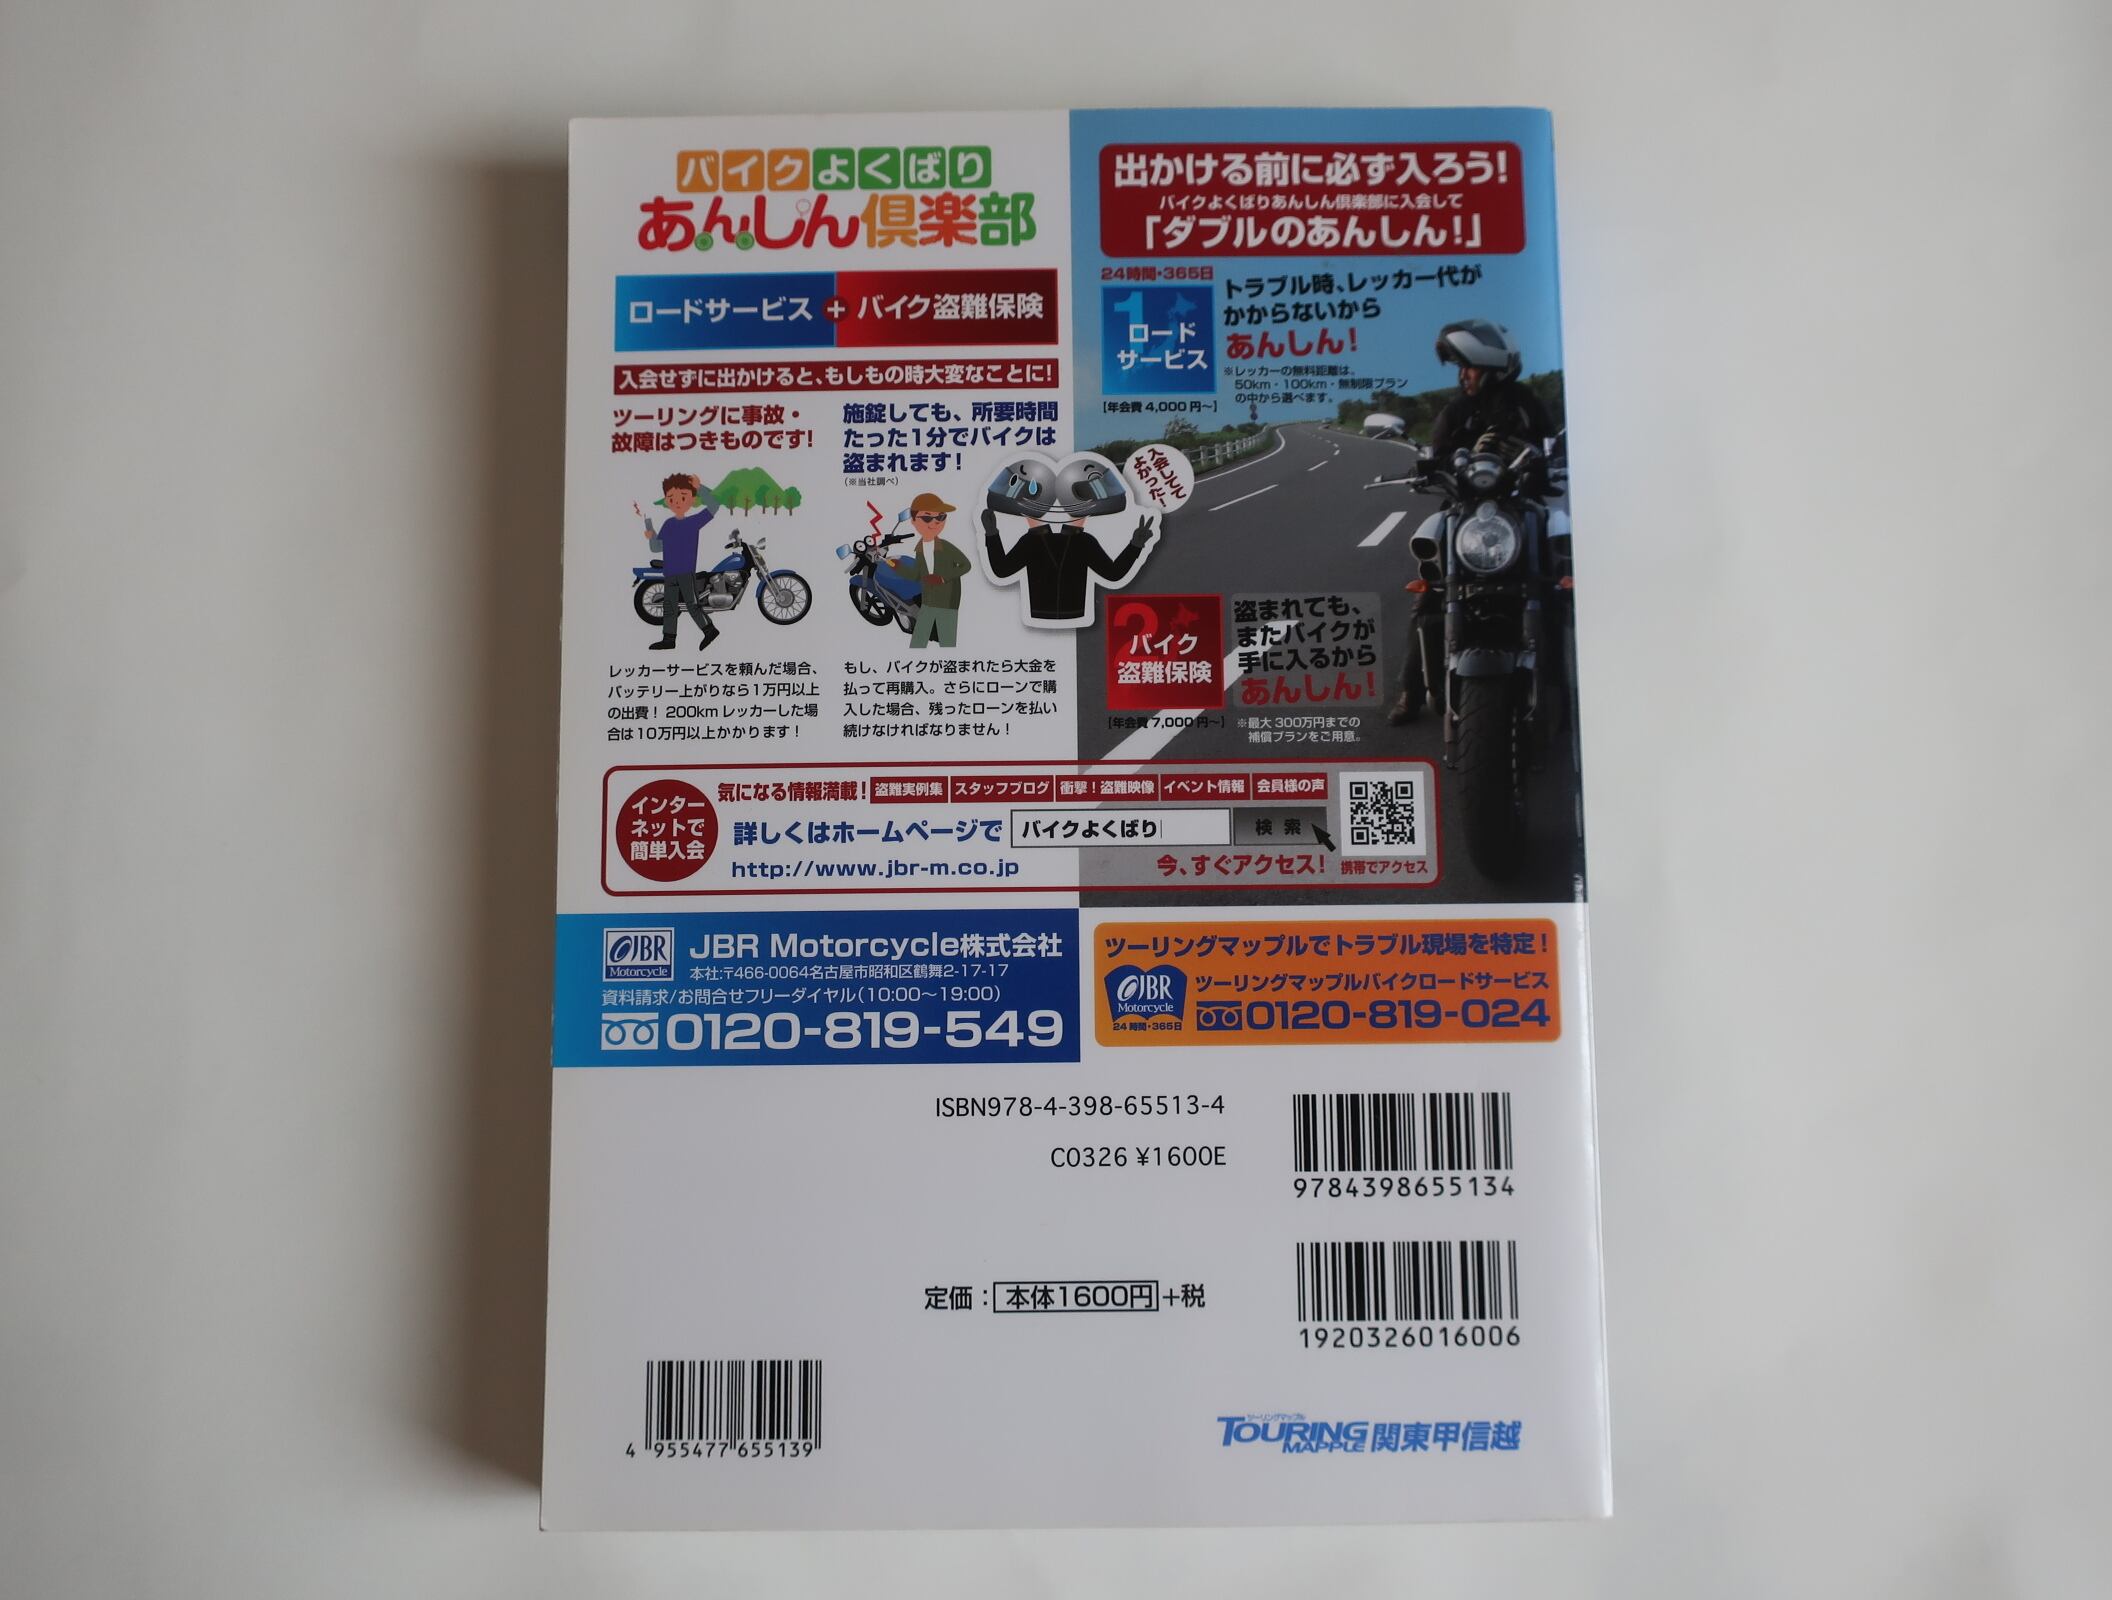 バイクよくばり
あんしん倶楽部
ロードサービス+バイク盗難保険
入会せずに出かけると、もしもの時大変なことに!
ツーリングに事故・
故障はつきものです!
レッカーサービスを頼んだ場合、
バッテリー上がりなら1万円以上
の出費! 200kmレッカーした場
合は10万円以上かかります!
施錠しても、所要時間
たった1分でバイクは
盗まれます!
(※当社調べ)
もし、バイクが盗まれたら大金を
払って再購入。さらにローンで購
入した場合、残ったローンを払い
続けなければなりません!
入会してて
よかった!
出かける前に必ず入ろう!
バイクよくばりあんしん倶楽部に入会して
「ダブルのあんしん!」
24時間・365日
1
ロード
サービス
【年会費4,000円〜】
トラブル時、レッカー代が
かからないから
あんしん!
※レッカーの無料距離は、
50km・100km・無制限プラン
の中から選べます。
2
バイク
盗難保険
【年会費7,000円〜】
盗まれても、
またバイクが
手に入るから
あんしん!
※最大300万円までの
補償プランをご用意。
インター
ネットで
簡単入会
気になる情報満載! 盗難実例集 スタッフブログ 衝撃!盗難映像 イベント情報 会員様の声
詳しくはホームページで バイクよくばり 検索
http://www.jbr-m.co.jp 今、すぐアクセス!
携帯でアクセス
JBR
Motorcycle
JBR Motorcycle株式会社
本社:〒466-0064名古屋市昭和区鶴舞2-17-17
資料請求/お問合せフリーダイヤル(10:00〜19:00)
0120-819-549
ツーリングマップルでトラブル現場を特定!
JBR
Motorcycle
24時間・365日
ツーリングマップルバイクロードサービス
0120-819-024
ISBN978-4-398-65513-4
C0326 ¥1600E
9784398655134
定価:本体1600円+税
1920326016006
4 955477 655139
ツーリングマップル
TOURING
MAPPLE 関東甲信越